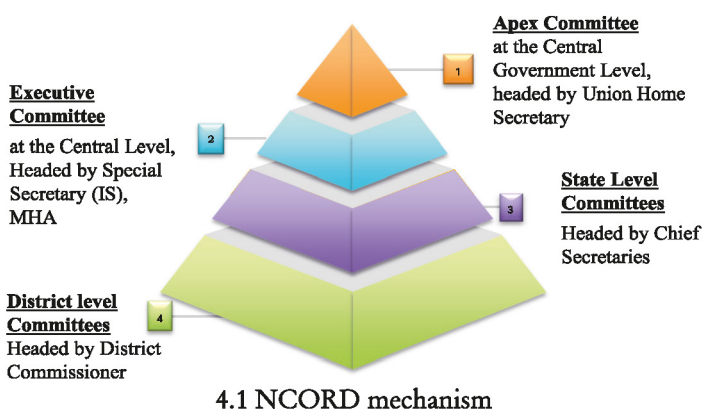 Apex Committee
at the Central
Government Level,
headed by Union Home
Secretary
1
Executive
Committee
at the Central Level,
Headed by Special
Secretary (IS),
MHA
2
State Level
Committees
Headed by Chief
Secretaries
3
District level
Committees
Headed by District
Commissioner
4
4.1 NCORD mechanism